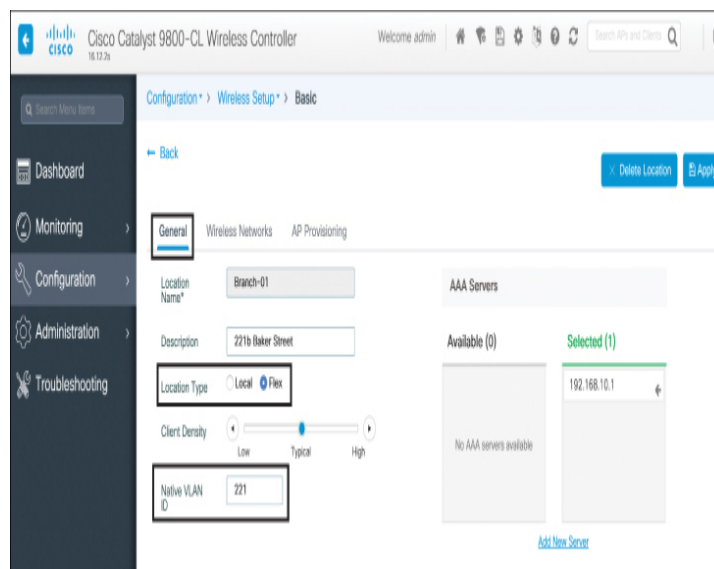 CISCO
Cisco Catalyst 9800-CL Wireless Controller
16.12.2s
Welcome admin
Search APs and Clients
Search Menu Items
Dashboard
Monitoring
Configuration
Administration
Troubleshooting
Configuration > Wireless Setup > Basic
← Back
× Delete Location
Apply
General Wireless Networks AP Provisioning
Location Name* Branch-01
Description 221b Baker Street
Location Type Local Flex
Client Density
Low Typical High
Native VLAN ID 221
AAA Servers
Available (0) Selected (1)
No AAA servers available
192.168.10.1
Add New Server